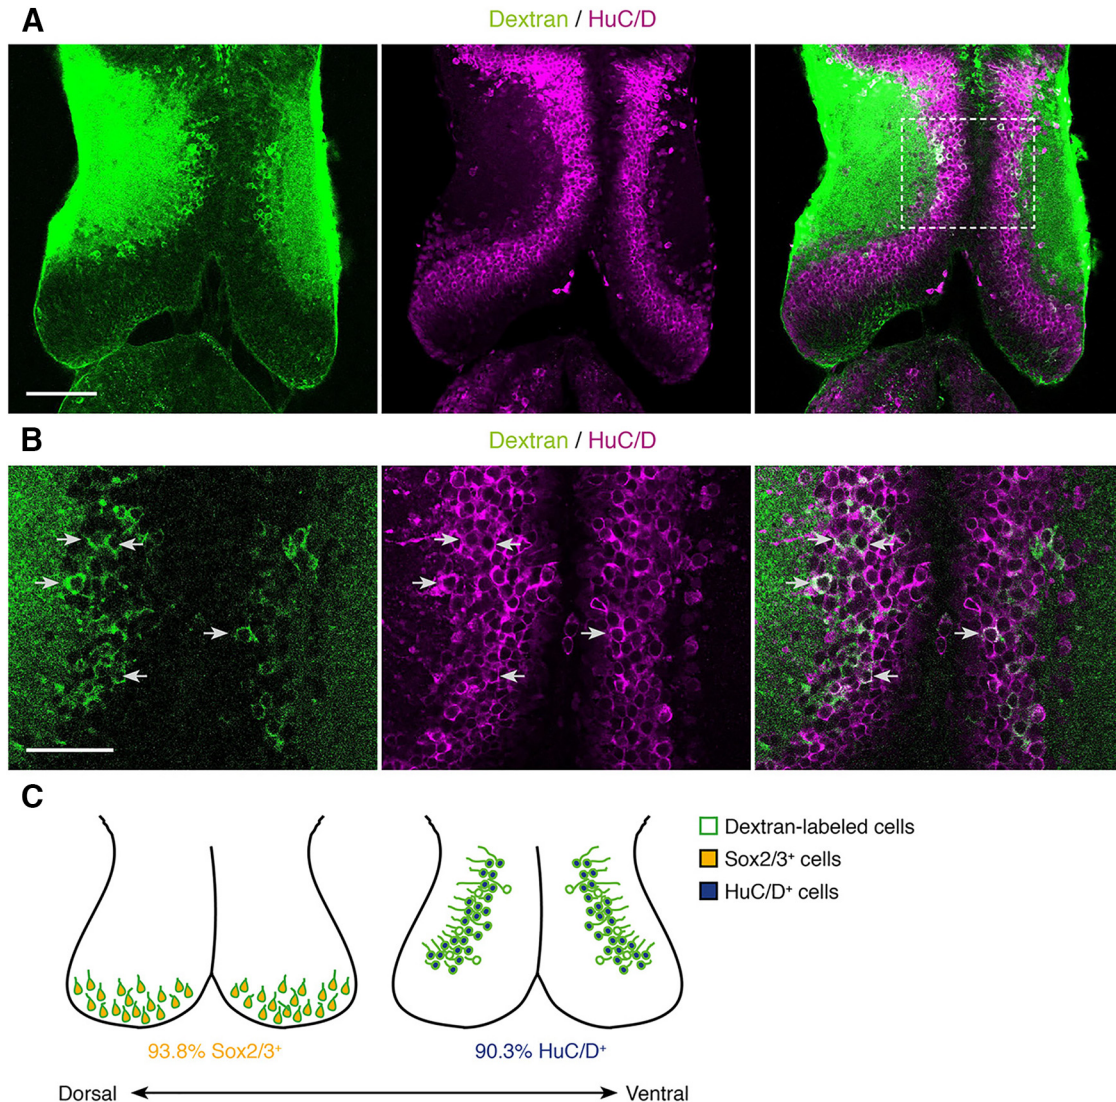 A
Dextran / HuC/D
B
Dextran / HuC/D
C
Dextran-labeled cells
Sox2/3⁺ cells
HuC/D⁺ cells
93.8% Sox2/3⁺
90.3% HuC/D⁺
Dorsal
Ventral